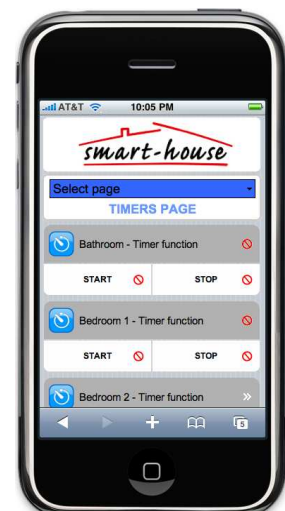 AT&T 10:05 PM
smart-house
Select page
TIMERS PAGE
Bathroom - Timer function
START STOP
Bedroom 1 - Timer function
START STOP
Bedroom 2 - Timer function
5